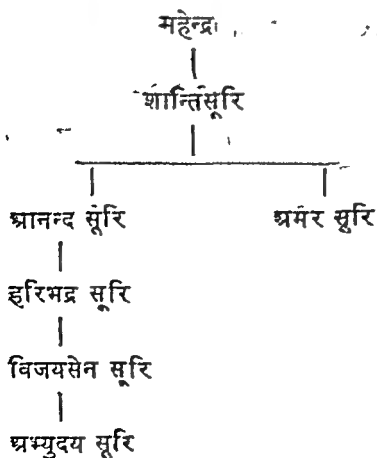 महेन्द्र
शान्तिसूरि
आनन्द सूरि अमर सूरि
हरिभद्र सूरि
विजयसेन सूरि
अभ्युदय सूरि